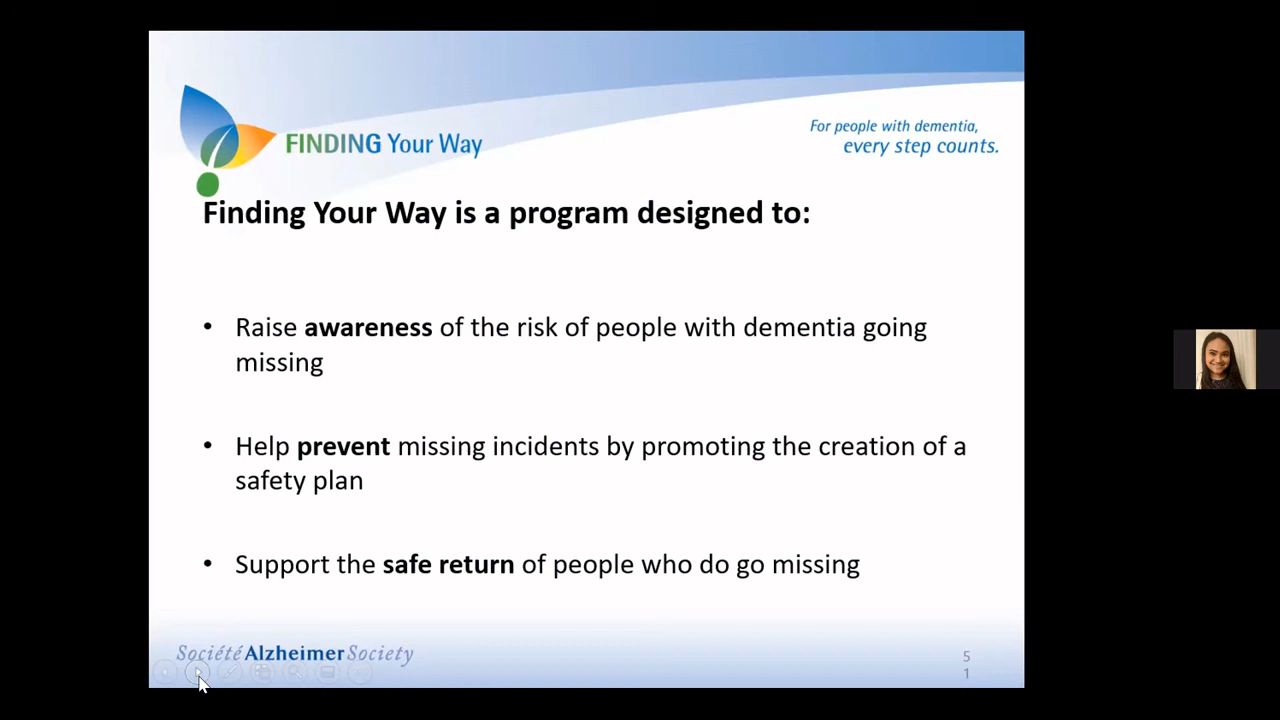 FINDING Your Way
For people with dementia,
every step counts.
Finding Your Way is a program designed to:
• Raise awareness of the risk of people with dementia going
missing
• Help prevent missing incidents by promoting the creation of a
safety plan
• Support the safe return of people who do go missing
Société Alzheimer Society
5
1